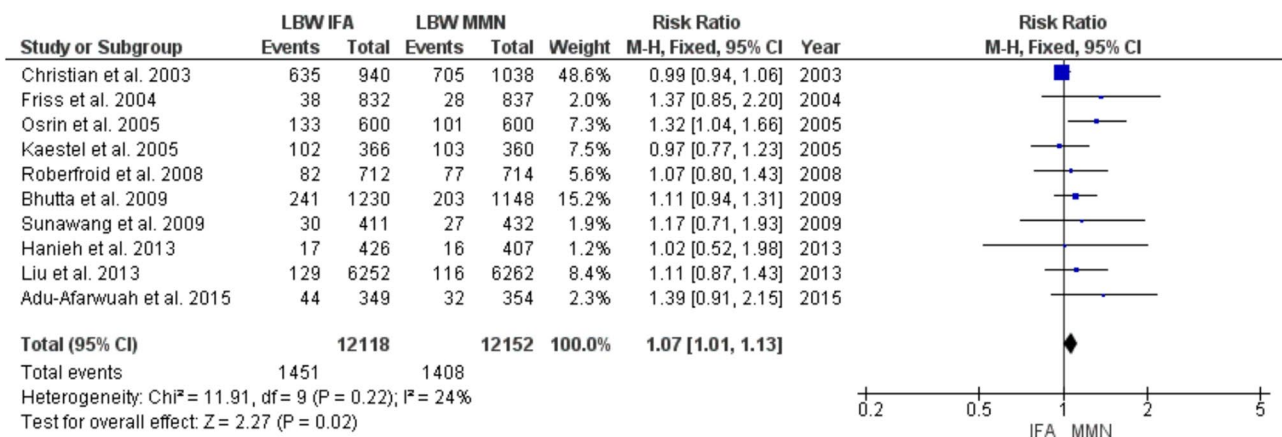 LBW IFA LBW MMN Risk Ratio Risk Ratio
Study or Subgroup Events Total Events Total Weight M-H, Fixed, 95% CI Year M-H, Fixed, 95% CI
Christian et al. 2003 635 940 705 1038 48.6% 0.99 [0.94, 1.06] 2003
Friss et al. 2004 38 832 28 837 2.0% 1.37 [0.85, 2.20] 2004
Osrin et al. 2005 133 600 101 600 7.3% 1.32 [1.04, 1.66] 2005
Kaestel et al. 2005 102 366 103 360 7.5% 0.97 [0.77, 1.23] 2005
Roberfroid et al. 2008 82 712 77 714 5.6% 1.07 [0.80, 1.43] 2008
Bhutta et al. 2009 241 1230 203 1148 15.2% 1.11 [0.94, 1.31] 2009
Sunawang et al. 2009 30 411 27 432 1.9% 1.17 [0.71, 1.93] 2009
Hanieh et al. 2013 17 426 16 407 1.2% 1.02 [0.52, 1.98] 2013
Liu et al. 2013 129 6252 116 6262 8.4% 1.11 [0.87, 1.43] 2013
Adu-Afarwuah et al. 2015 44 349 32 354 2.3% 1.39 [0.91, 2.15] 2015
Total (95% CI) 12118 12152 100.0% 1.07 [1.01, 1.13]
Total events 1451 1408
Heterogeneity: Chi² = 11.91, df = 9 (P = 0.22); I² = 24%
Test for overall effect: Z = 2.27 (P = 0.02)
0.2 0.5 1 2 5
IFA MMN